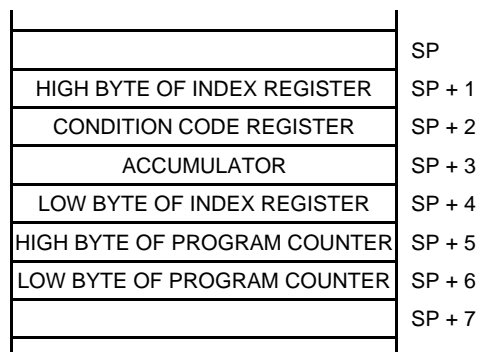 SP
HIGH BYTE OF INDEX REGISTER SP + 1
CONDITION CODE REGISTER SP + 2
ACCUMULATOR SP + 3
LOW BYTE OF INDEX REGISTER SP + 4
HIGH BYTE OF PROGRAM COUNTER SP + 5
LOW BYTE OF PROGRAM COUNTER SP + 6
SP + 7